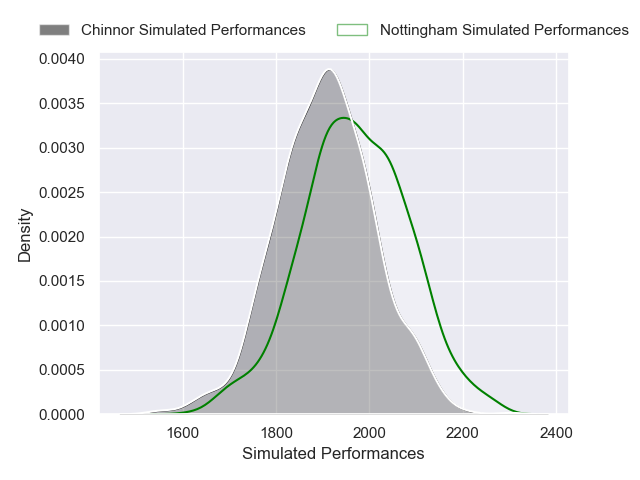 Chinnor Simulated Performances
Nottingham Simulated Performances
0.0040
0.0035
0.0030
0.0025
0.0020
0.0015
0.0010
0.0005
0.0000
Density
1600 1800 2000 2200 2400
Simulated Performances